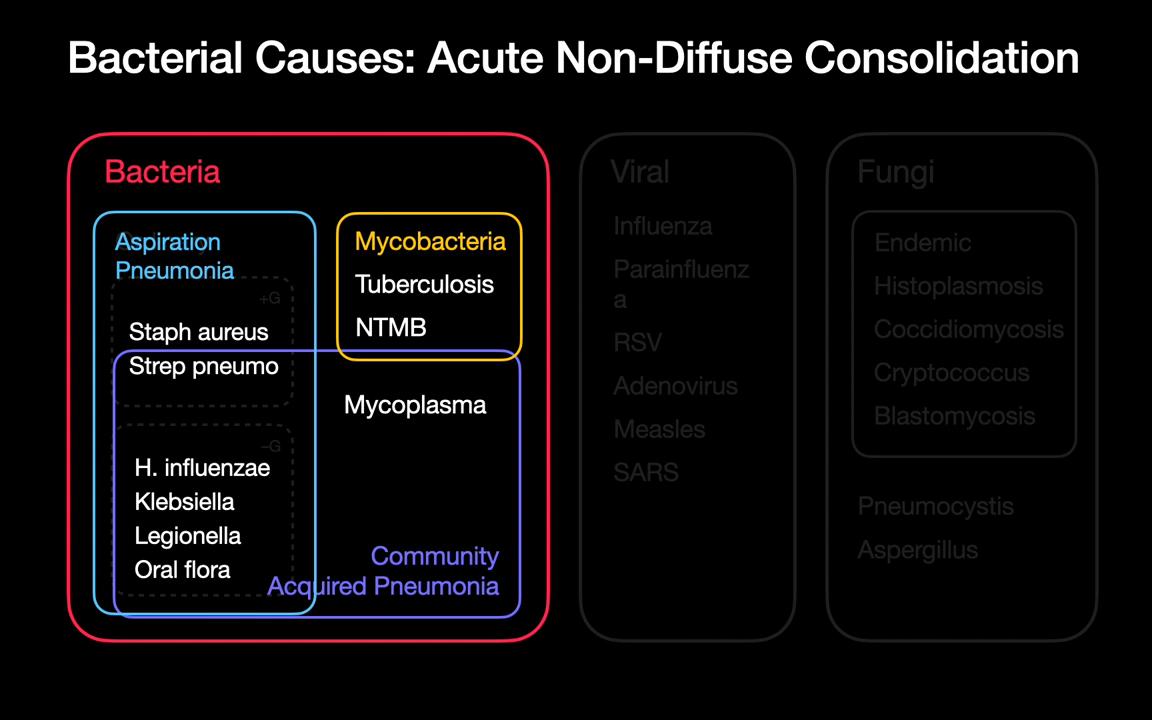 Bacterial Causes: Acute Non-Diffuse Consolidation
Bacteria
Aspiration
Pneumonia
+G
Staph aureus
Strep pneumo
-G
H. influenzae
Klebsiella
Legionella
Oral flora
Mycobacteria
Tuberculosis
NTMB
Mycoplasma
Community
Acquired Pneumonia
Viral
Influenza
Parainfluenz
a
RSV
Adenovirus
Measles
SARS
Fungi
Endemic
Histoplasmosis
Coccidiomycosis
Cryptococcus
Blastomycosis
Pneumocystis
Aspergillus